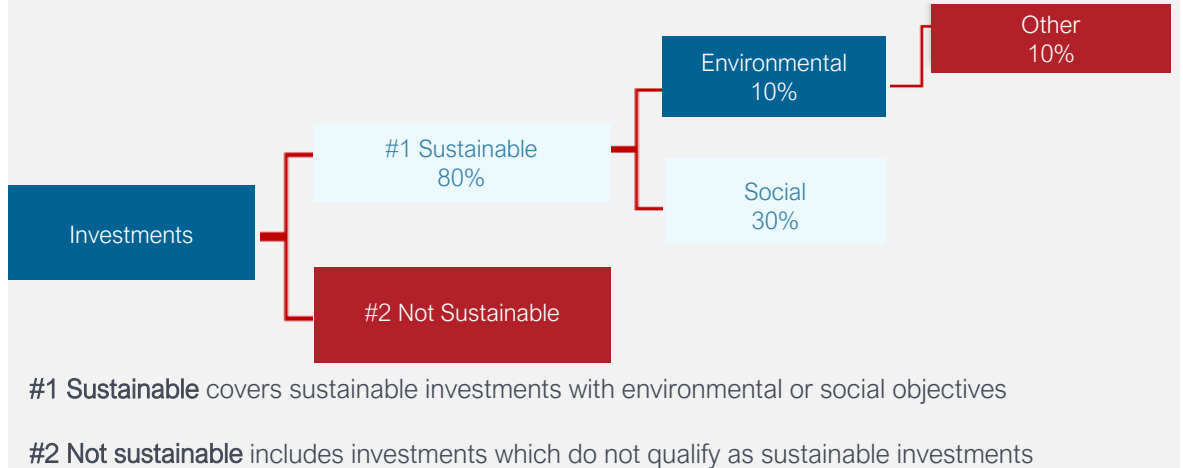 Other
10%
Environmental
10%
#1 Sustainable
80%
Social
30%
Investments
#2 Not Sustainable
#1 Sustainable covers sustainable investments with environmental or social objectives
#2 Not sustainable includes investments which do not qualify as sustainable investments